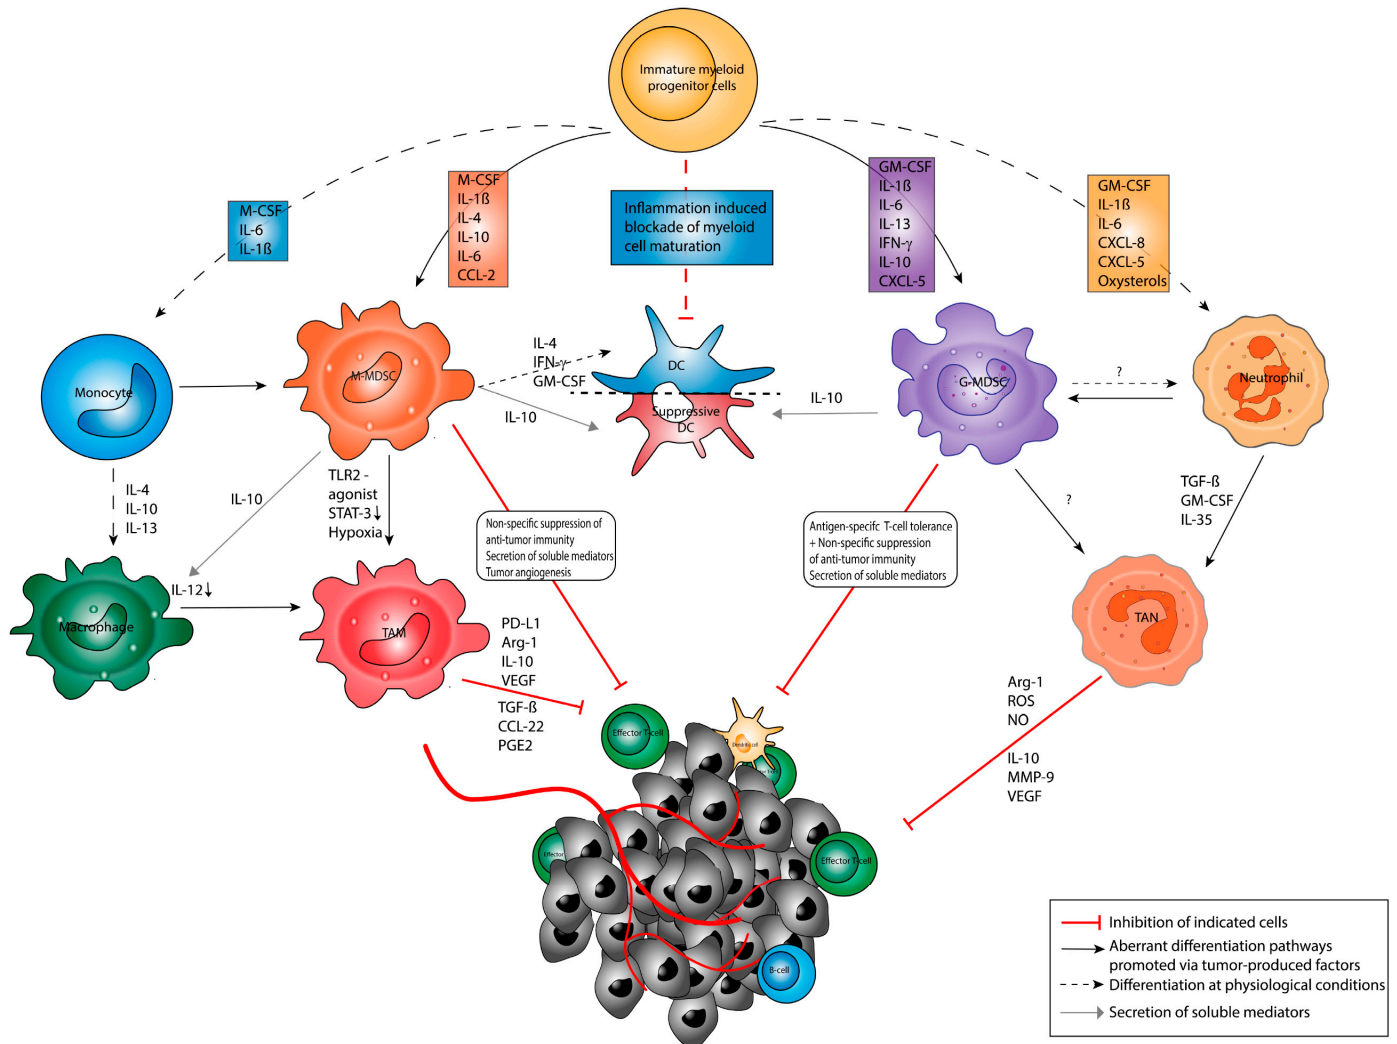 Immature myeloid
progenitor cells
M-CSF
IL-6
IL-1ß
M-CSF
IL-1ß
IL-4
IL-10
IL-6
CCL-2
Inflammation induced
blockade of myeloid
cell maturation
GM-CSF
IL-1ß
IL-6
IL-13
IFN-γ
IL-10
CXCL-5
GM-CSF
IL-1ß
IL-6
CXCL-8
CXCL-5
Oxysterols
Monocyte
M-MDSC
IL-4
IFN-γ
GM-CSF
IL-10
DC
Suppressive
DC
IL-10
G-MDSC
?
Neutrophil
IL-4
IL-10
IL-13
IL-10
TLR2 -
agonist
STAT-3↓
Hypoxia
Non-specific suppression of
anti-tumor immunity
Secretion of soluble mediators
Tumor angiogenesis
Antigen-specifc T-cell tolerance
+ Non-specific suppression
of anti-tumor immunity
Secretion of soluble mediators
?
TGF-ß
GM-CSF
IL-35
Macrophage
IL-12↓
TAM
PD-L1
Arg-1
IL-10
VEGF
TGF-ß
CCL-22
PGE2
TAN
Arg-1
ROS
NO
IL-10
MMP-9
VEGF
Effector T-cell
Dendritic cell
T-cell
Effector
Effector T-cell
B-cell
Inhibition of indicated cells
Aberrant differentiation pathways
promoted via tumor-produced factors
Differentiation at physiological conditions
Secretion of soluble mediators